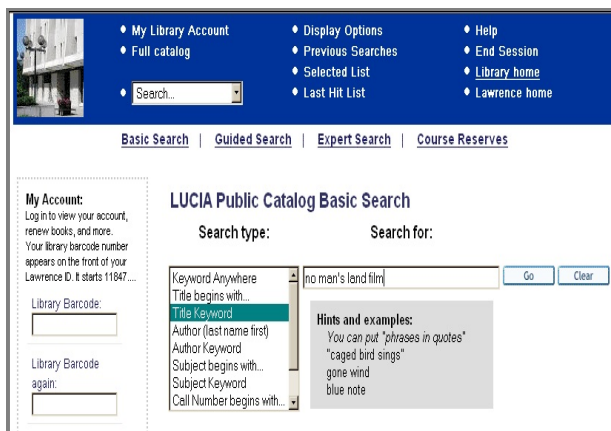 My Library Account
Full catalog
Search...
Display Options
Previous Searches
Selected List
Last Hit List
Help
End Session
Library home
Lawrence home
Basic Search | Guided Search | Expert Search | Course Reserves
My Account:
Log in to view your account,
renew books, and more.
Your library barcode number
appears on the front of your
Lawrence ID. It starts 11847....
Library Barcode:
Library Barcode
again:
LUCIA Public Catalog Basic Search
Search type: Search for:
Keyword Anywhere
Title begins with...
Title Keyword
Author (last name first)
Author Keyword
Subject begins with...
Subject Keyword
Call Number begins with...
no man's land film
Go Clear
Hints and examples:
You can put "phrases in quotes"
"caged bird sings"
gone wind
blue note